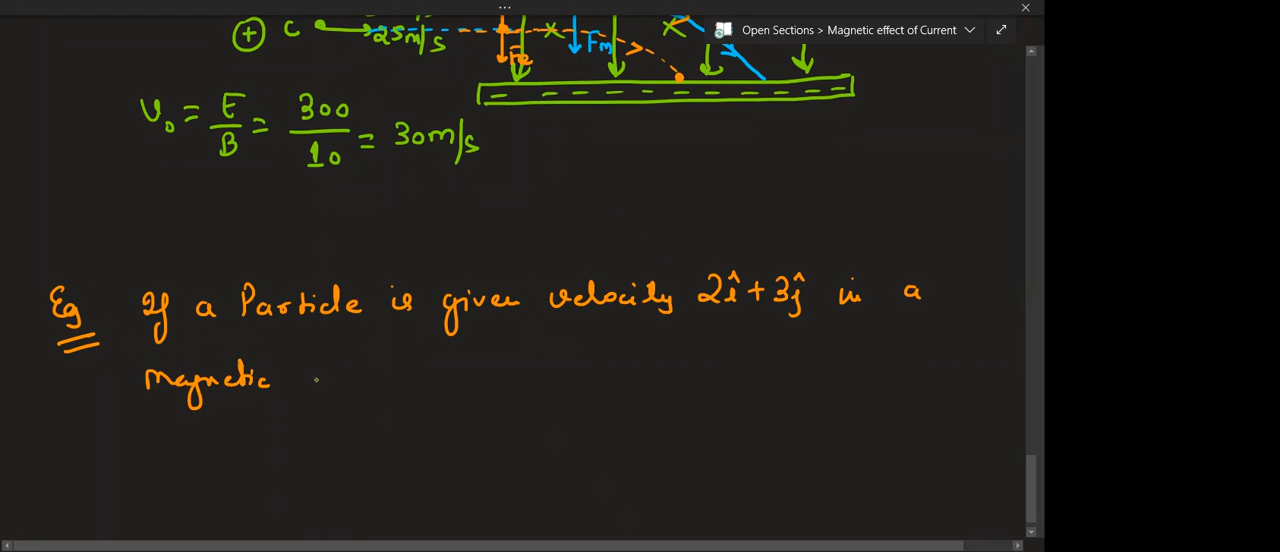 Open Sections > Magnetic effect of Current
⊕ C 25m/s Fe Fm
v₀ = E/B = 300/10 = 30m/s
Eg If a Particle is given velocity 2î + 3ĵ in a
Magnetic